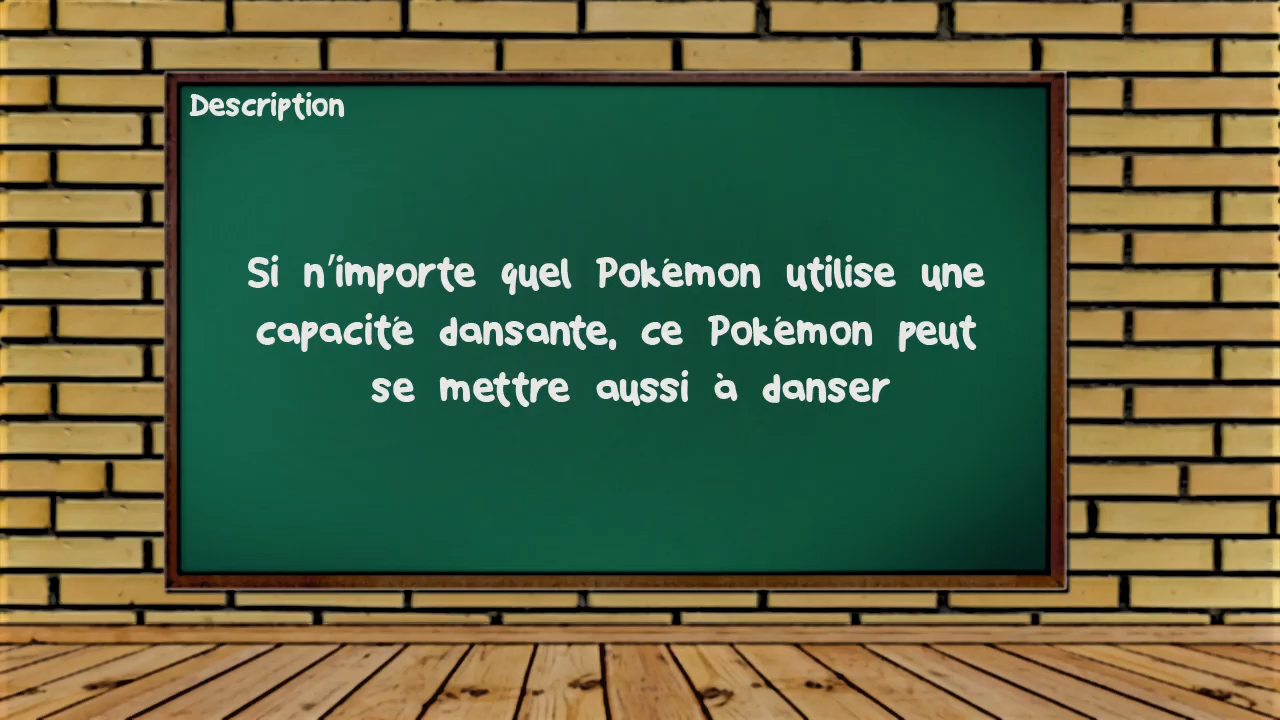 Description
Si n'importe quel Pokémon utilise une
capacité dansante, ce Pokémon peut
se mettre aussi à danser